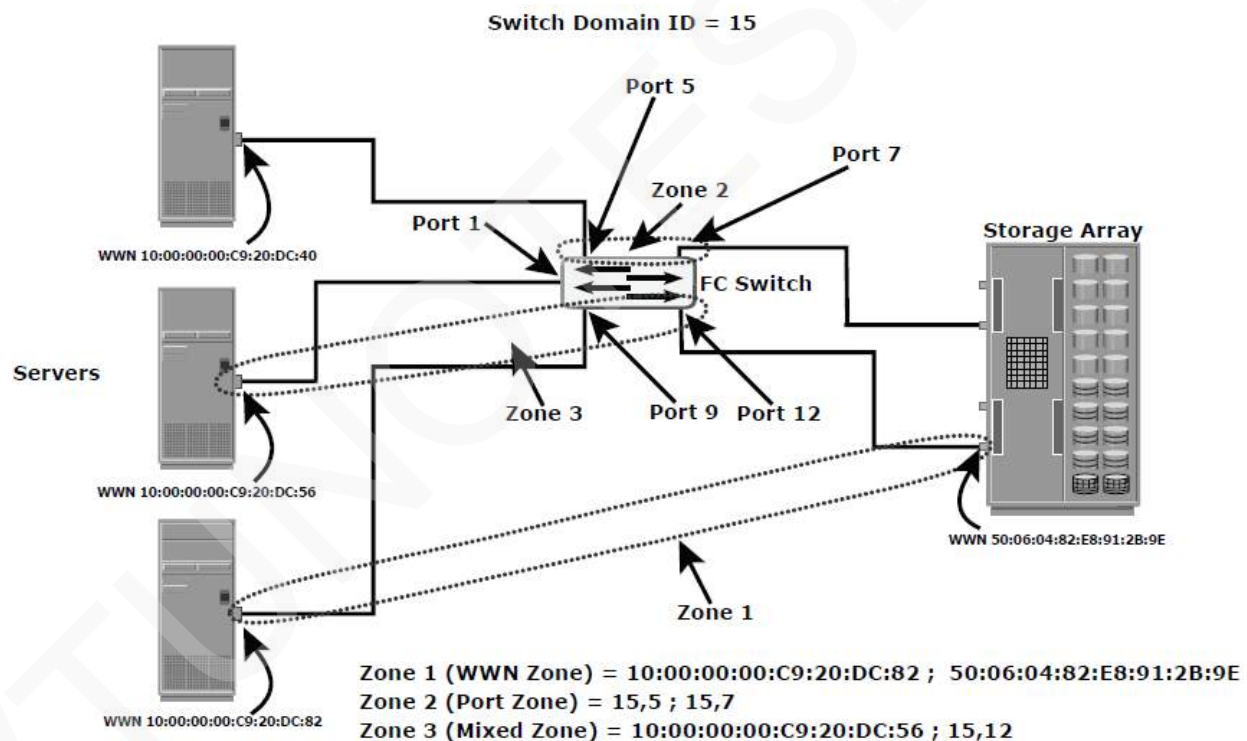 Switch Domain ID = 15
Port 5
Port 7
Zone 2
Port 1
Storage Array
WWN 10:00:00:00:C9:20:DC:40
FC Switch
Servers
Zone 3
Port 9
Port 12
WWN 10:00:00:00:C9:20:DC:56
WWN 50:06:04:82:E8:91:2B:9E
Zone 1
Zone 1 (WWN Zone) = 10:00:00:00:C9:20:DC:82 ; 50:06:04:82:E8:91:2B:9E
WWN 10:00:00:00:C9:20:DC:82
Zone 2 (Port Zone) = 15,5 ; 15,7
Zone 3 (Mixed Zone) = 10:00:00:00:C9:20:DC:56 ; 15,12